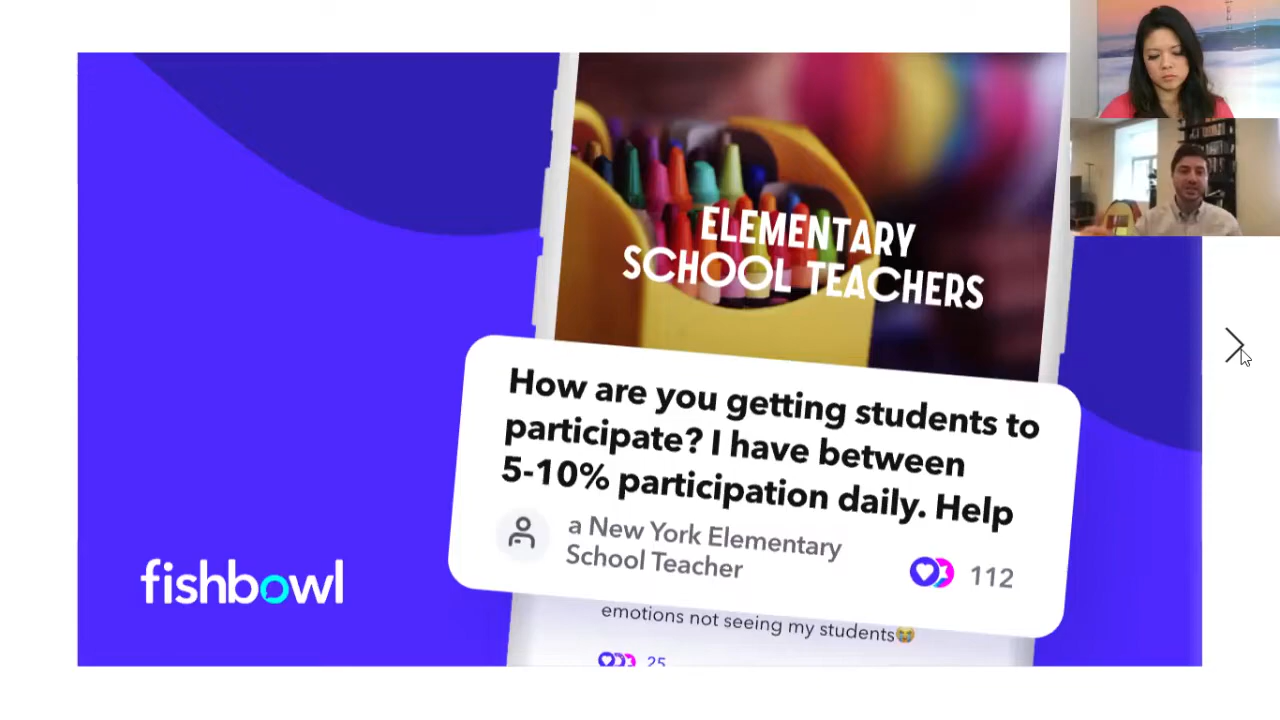 ELEMENTARY
SCHOOL TEACHERS
How are you getting students to
participate? I have between
5-10% participation daily. Help
a New York Elementary
School Teacher
112
fishbowl
emotions not seeing my students😭
25